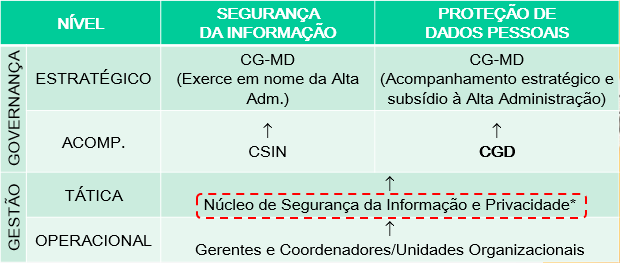 NÍVEL
SEGURANÇA
DA INFORMAÇÃO
PROTEÇÃO DE
DADOS PESSOAIS
GOVERNANÇA
ESTRATÉGICO
CG-MD
(Exerce em nome da Alta
Adm.)
CG-MD
(Acompanhamento estratégico e
subsídio à Alta Administração)
ACOMP.
↑
CSIN
↑
CGD
GESTÃO
TÁTICA
↑
Núcleo de Segurança da Informação e Privacidade*
OPERACIONAL
↑
Gerentes e Coordenadores/Unidades Organizacionais